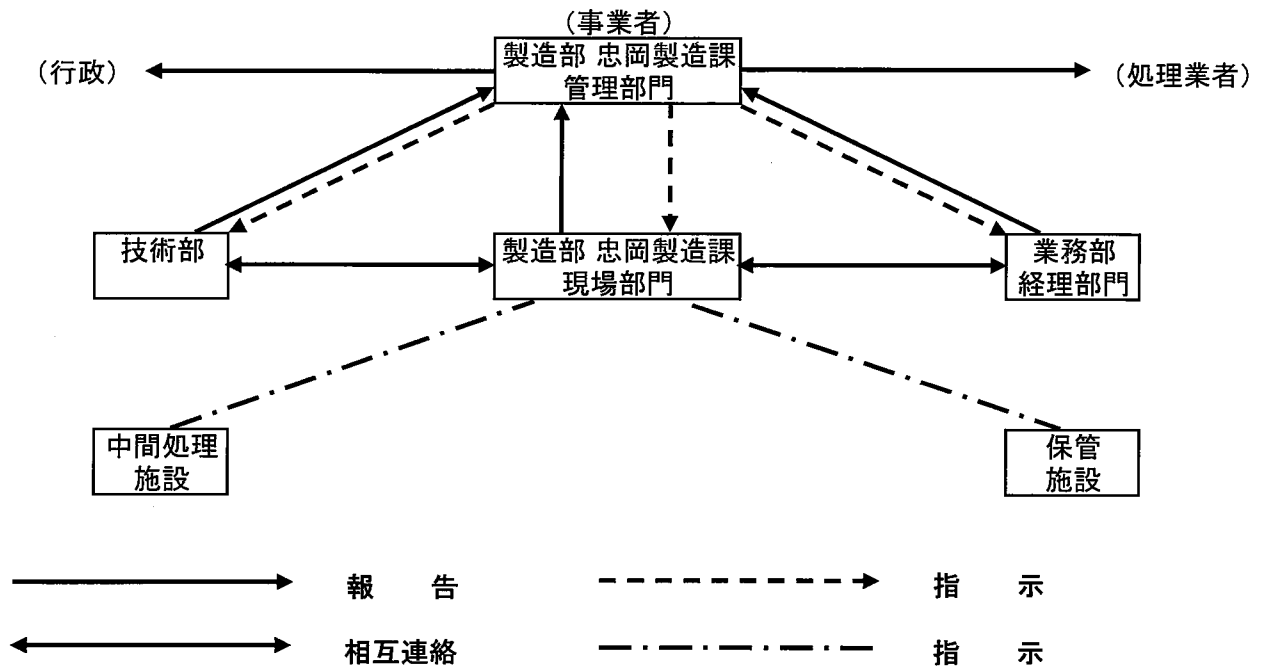 (事業者)
(行政)
製造部 忠岡製造課
管理部門
(処理業者)
技術部
製造部 忠岡製造課
現場部門
業務部
経理部門
中間処理
施設
保管
施設
報 告
指 示
相互連絡
指 示